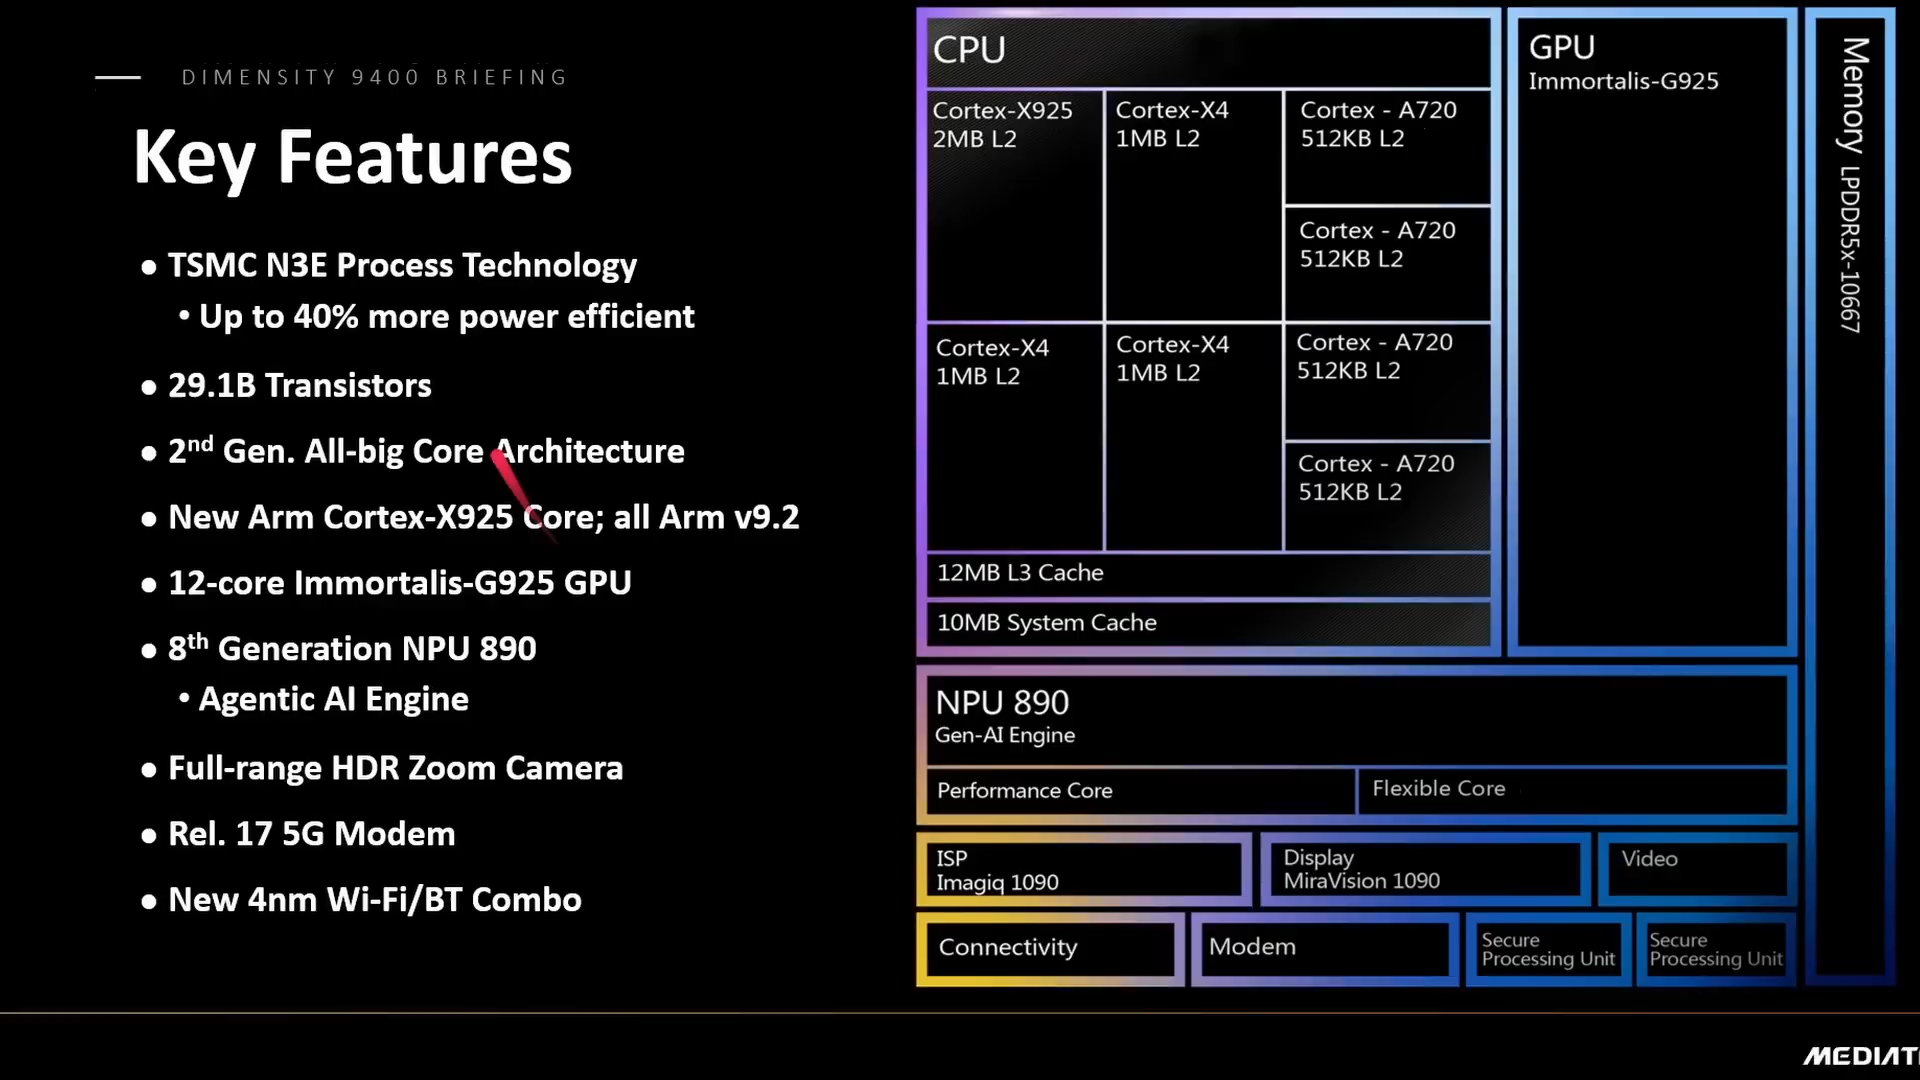 DIMENSITY 9400 BRIEFING
Key Features
• TSMC N3E Process Technology
• Up to 40% more power efficient
• 29.1B Transistors
• 2nd Gen. All-big Core Architecture
• New Arm Cortex-X925 Core; all Arm v9.2
• 12-core Immortalis-G925 GPU
• 8th Generation NPU 890
• Agentic AI Engine
• Full-range HDR Zoom Camera
• Rel. 17 5G Modem
• New 4nm Wi-Fi/BT Combo
CPU
Cortex-X925
2MB L2
Cortex-X4
1MB L2
Cortex - A720
512KB L2
Cortex - A720
512KB L2
Cortex-X4
1MB L2
Cortex-X4
1MB L2
Cortex - A720
512KB L2
Cortex - A720
512KB L2
12MB L3 Cache
10MB System Cache
GPU
Immortalis-G925
Memory LPDDR5x-10667
NPU 890
Gen-AI Engine
Performance Core
Flexible Core
ISP
Imagiq 1090
Display
MiraVision 1090
Video
Connectivity
Modem
Secure
Processing Unit
Secure
Processing Unit
MEDIAT